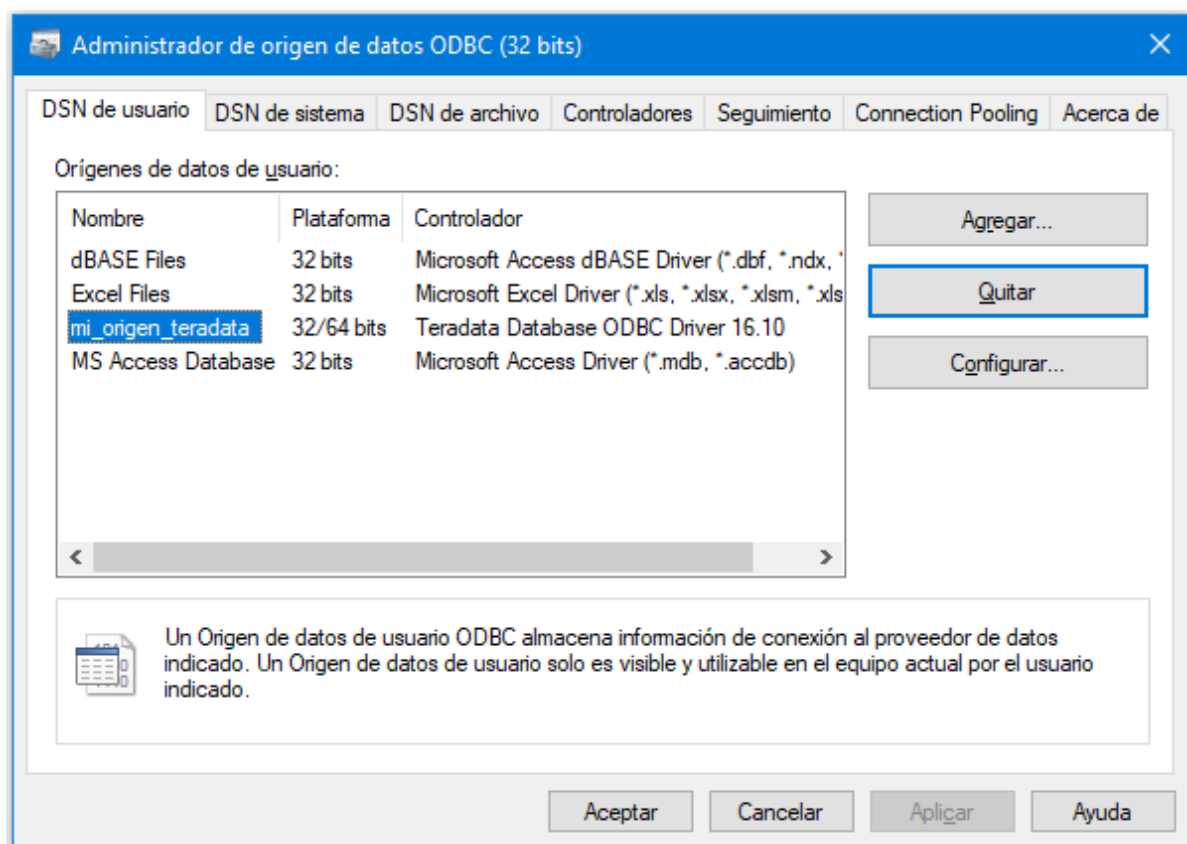 Administrador de origen de datos ODBC (32 bits)
DSN de usuario DSN de sistema DSN de archivo Controladores Seguimiento Connection Pooling Acerca de
Orígenes de datos de usuario:
Nombre Plataforma Controlador
dBASE Files 32 bits Microsoft Access dBASE Driver (*.dbf, *.ndx, *
Excel Files 32 bits Microsoft Excel Driver (*.xls, *.xlsx, *.xlsm, *.xls
mi_origen_teradata 32/64 bits Teradata Database ODBC Driver 16.10
MS Access Database 32 bits Microsoft Access Driver (*.mdb, *.accdb)
Agregar...
Quitar
Configurar...
Un Origen de datos de usuario ODBC almacena información de conexión al proveedor de datos
indicado. Un Origen de datos de usuario solo es visible y utilizable en el equipo actual por el usuario
indicado.
Aceptar Cancelar Aplicar Ayuda